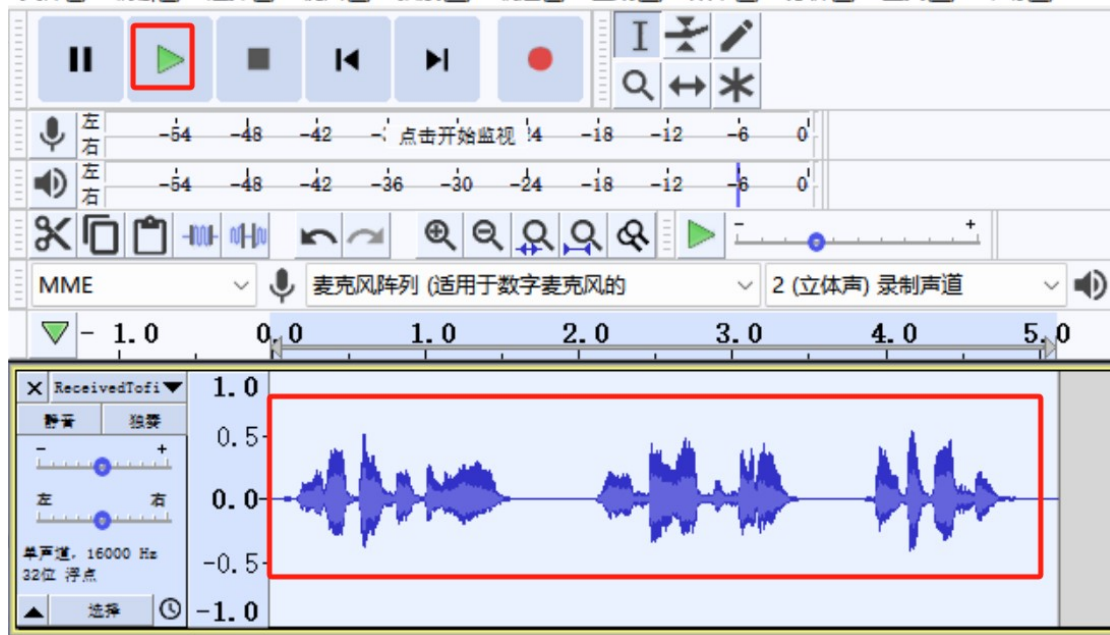 左
右
-54 -48 -42 - 点击开始监视 24 -18 -12 -6 0
左
右
-54 -48 -42 -36 -30 -24 -18 -12 -6 0
- +
MME
麦克风阵列 (适用于数字麦克风的
2 (立体声) 录制声道
- 1.0 0.0 1.0 2.0 3.0 4.0 5.0
ReceivedTofi
静音 独奏
- +
左 右
单声道, 16000 Hz
32位 浮点
选择
1.0
0.5
0.0
-0.5
-1.0